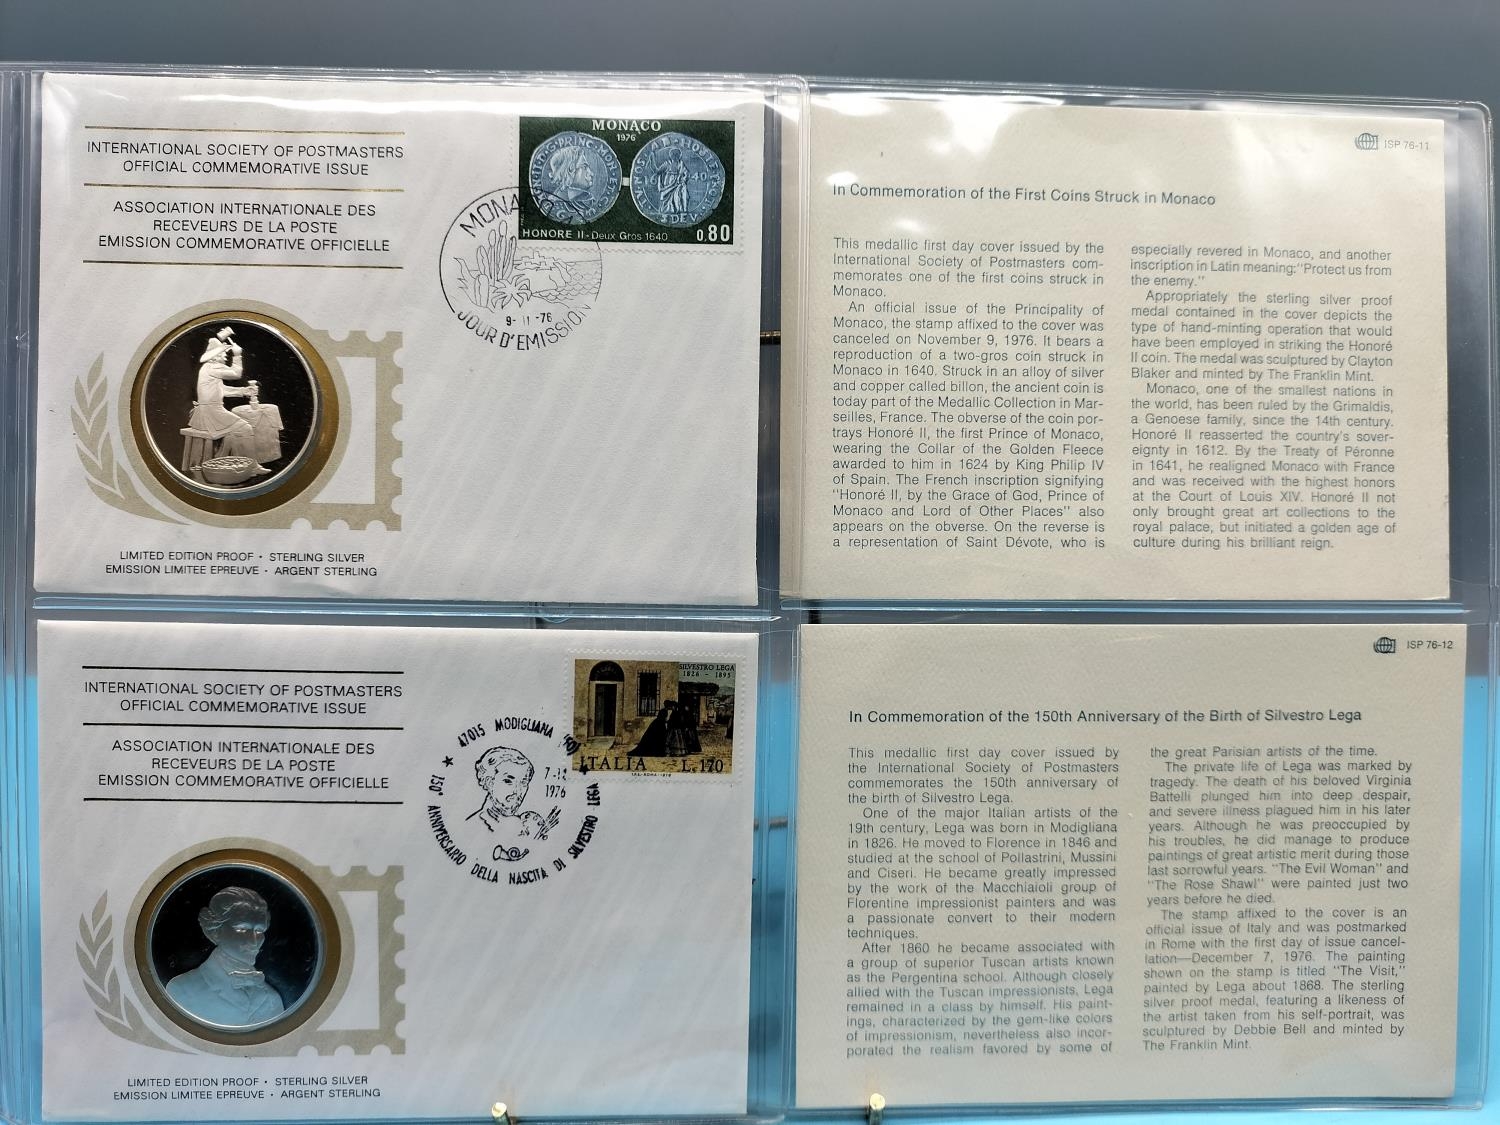 INTERNATIONAL SOCIETY OF POSTMASTERS
OFFICIAL COMMEMORATIVE ISSUE
ASSOCIATION INTERNATIONALE DES
RECEVEURS DE LA POSTE
EMISSION COMMEMORATIVE OFFICIELLE
MONACO
1976
16 40
HONORE II - Deux Gros 1640
0,80
MONA
9-11-76
JOUR D'EMISSION
LIMITED EDITION PROOF • STERLING SILVER
EMISSION LIMITEE EPREUVE • ARGENT STERLING
ISP 76-11
In Commemoration of the First Coins Struck in Monaco
This medallic first day cover issued by the
International Society of Postmasters com-
memorates one of the first coins struck in
Monaco.
An official issue of the Principality of
Monaco, the stamp affixed to the cover was
canceled on November 9, 1976. It bears a
reproduction of a two-gros coin struck in
Monaco in 1640. Struck in an alloy of silver
and copper called billon, the ancient coin is
today part of the Medallic Collection in Mar-
seilles, France. The obverse of the coin por-
trays Honoré II, the first Prince of Monaco,
wearing the Collar of the Golden Fleece
awarded to him in 1624 by King Philip IV
of Spain. The French inscription signifying
"Honoré II, by the Grace of God, Prince of
Monaco and Lord of Other Places" also
appears on the obverse. On the reverse is
a representation of Saint Dévote, who is
especially revered in Monaco, and another
inscription in Latin meaning: "Protect us from
the enemy."
Appropriately the sterling silver proof
medal contained in the cover depicts the
type of hand-minting operation that would
have been employed in striking the Honoré
II coin. The medal was sculptured by Clayton
Blaker and minted by The Franklin Mint.
Monaco, one of the smallest nations in
the world, has been ruled by the Grimaldis,
a Genoese family, since the 14th century.
Honoré II reasserted the country's sover-
eignty in 1612. By the Treaty of Péronne
in 1641, he realigned Monaco with France
and was received with the highest honors
at the Court of Louis XIV. Honoré II not
only brought great art collections to the
royal palace, but initiated a golden age of
culture during his brilliant reign.
INTERNATIONAL SOCIETY OF POSTMASTERS
OFFICIAL COMMEMORATIVE ISSUE
ASSOCIATION INTERNATIONALE DES
RECEVEURS DE LA POSTE
EMISSION COMMEMORATIVE OFFICIELLE
SILVESTRO LEGA
1826 - 1895
ITALIA L.170
47015 MODIGLIANA (FO)
7-12
1976
★ 150° ANNIVERSARIO DELLA NASCITA DI SILVESTRO LEGA
LIMITED EDITION PROOF • STERLING SILVER
EMISSION LIMITEE EPREUVE • ARGENT STERLING
ISP 76-12
In Commemoration of the 150th Anniversary of the Birth of Silvestro Lega
This medallic first day cover issued by
the International Society of Postmasters
commemorates the 150th anniversary of
the birth of Silvestro Lega.
One of the major Italian artists of the
19th century, Lega was born in Modigliana
in 1826. He moved to Florence in 1846 and
studied at the school of Pollastrini, Mussini
and Ciseri. He became greatly impressed
by the work of the Macchiaioli group of
Florentine impressionist painters and was
a passionate convert to their modern
techniques.
After 1860 he became associated with
a group of superior Tuscan artists known
as the Pergentina school. Although closely
allied with the Tuscan impressionists, Lega
remained in a class by himself. His paint-
ings, characterized by the gem-like colors
of impressionism, nevertheless also incor-
porated the realism favored by some of
the great Parisian artists of the time.
The private life of Lega was marked by
tragedy. The death of his beloved Virginia
Battelli plunged him into deep despair,
and severe illness plagued him in his later
years. Although he was preoccupied by
his troubles, he did manage to produce
paintings of great artistic merit during those
last sorrowful years. "The Evil Woman" and
"The Rose Shawl" were painted just two
years before he died.
The stamp affixed to the cover is an
official issue of Italy and was postmarked
in Rome with the first day of issue cancel-
lation—December 7, 1976. The painting
shown on the stamp is titled "The Visit,"
painted by Lega about 1868. The sterling
silver proof medal, featuring a likeness of
the artist taken from his self-portrait, was
sculptured by Debbie Bell and minted by
The Franklin Mint.